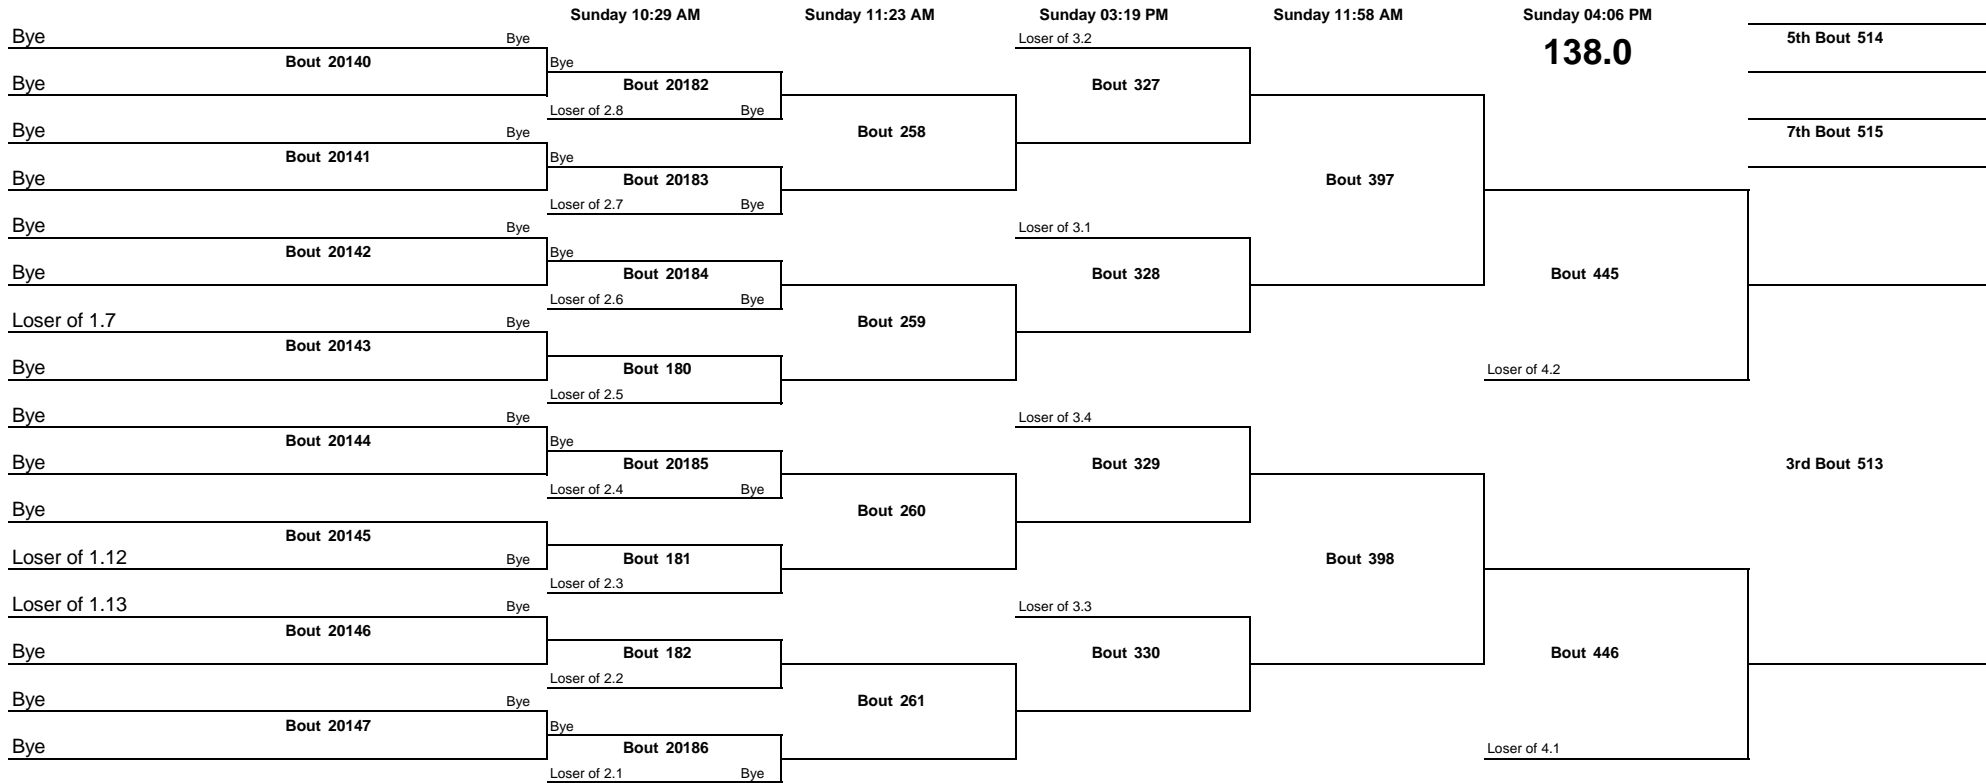 Sunday 10:29 AM Sunday 11:23 AM Sunday 03:19 PM Sunday 11:58 AM Sunday 04:06 PM
138.0
Bye Bye
Bout 20140
Bye
Bye Bye
Bout 20141
Bye
Bye Bye
Bout 20142
Bye
Loser of 1.7 Bye
Bout 20143
Bye
Bye Bye
Bout 20144
Bye
Bye
Bout 20145
Loser of 1.12 Bye
Loser of 1.13 Bye
Bout 20146
Bye
Bye Bye
Bout 20147
Bye
Bye
Bout 20182
Loser of 2.8 Bye
Bye
Bout 20183
Loser of 2.7 Bye
Bye
Bout 20184
Loser of 2.6 Bye
Bout 180
Loser of 2.5
Bye
Bout 20185
Loser of 2.4 Bye
Bout 181
Loser of 2.3
Bout 182
Loser of 2.2
Bye
Bout 20186
Loser of 2.1 Bye
Bout 258
Bout 259
Bout 260
Bout 261
Loser of 3.2
Bout 327
Loser of 3.1
Bout 328
Loser of 3.4
Bout 329
Loser of 3.3
Bout 330
Bout 397
Bout 398
Bout 445
Loser of 4.2
Bout 446
Loser of 4.1
5th Bout 514
7th Bout 515
3rd Bout 513